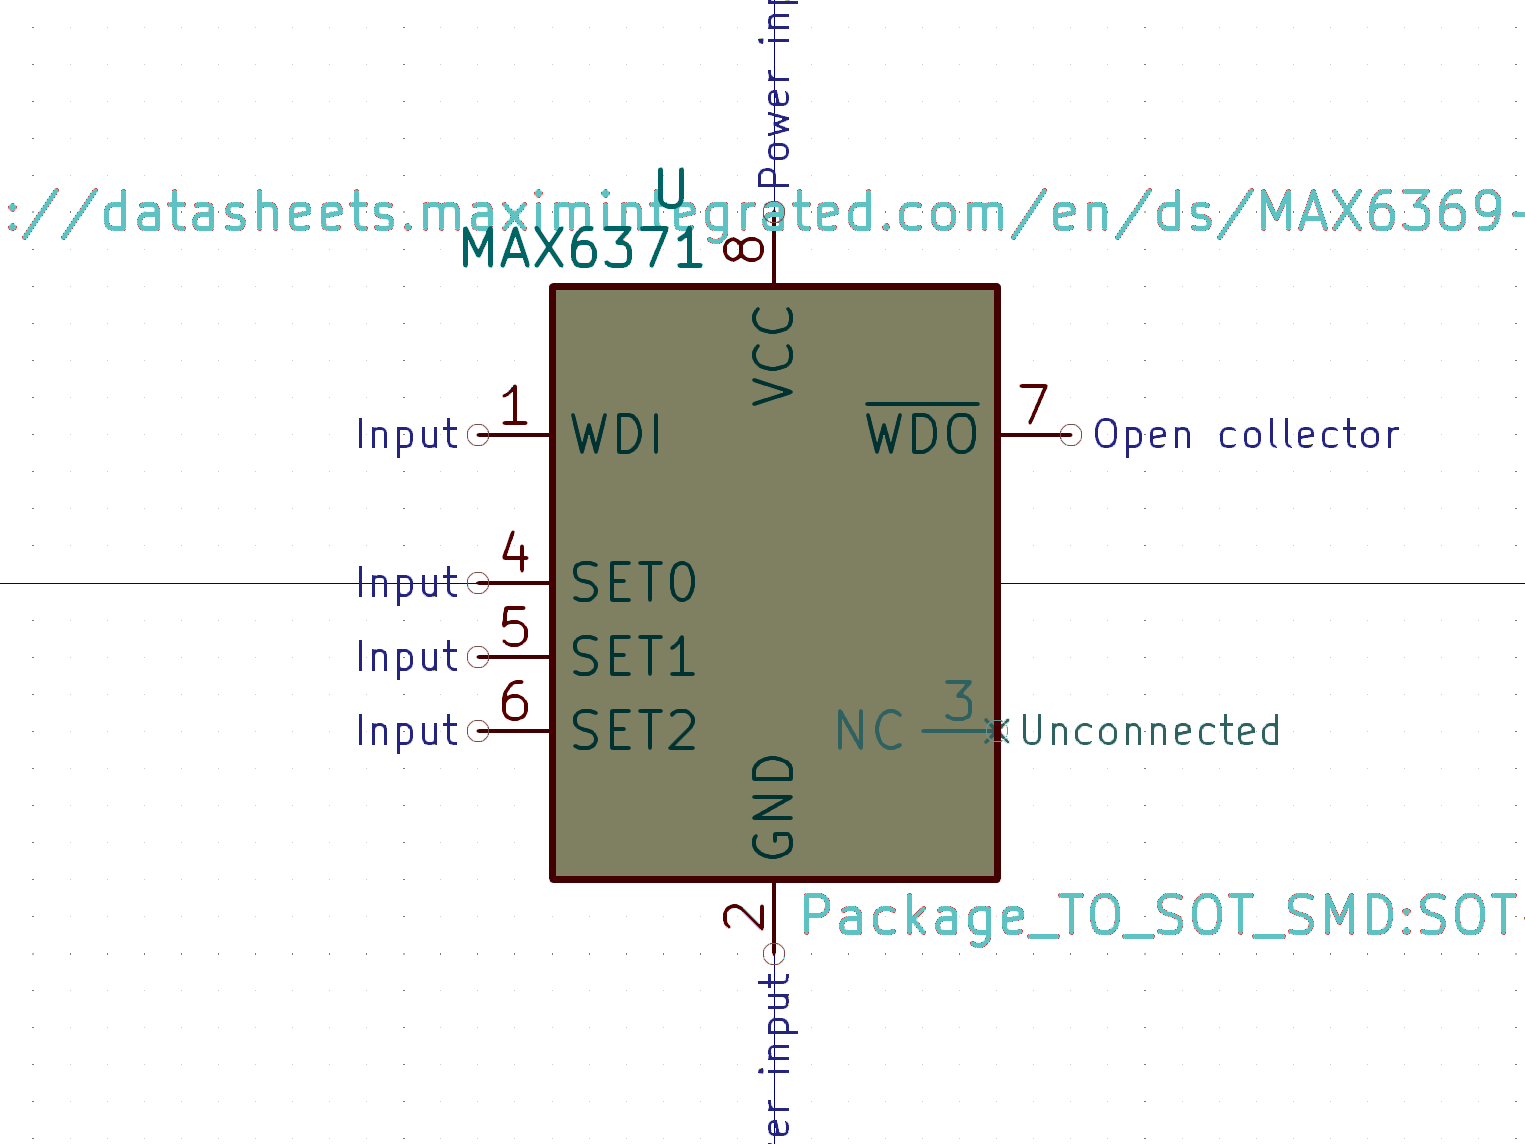 Power inp
U
://datasheets.maximintegrated.com/en/ds/MAX6369-
MAX6371
8
VCC
Input 1 WDI
WDO 7 Open collector
Input 4 SET0
Input 5 SET1
Input 6 SET2
NC 3 Unconnected
GND
2
Package_TO_SOT_SMD:SOT-
er input